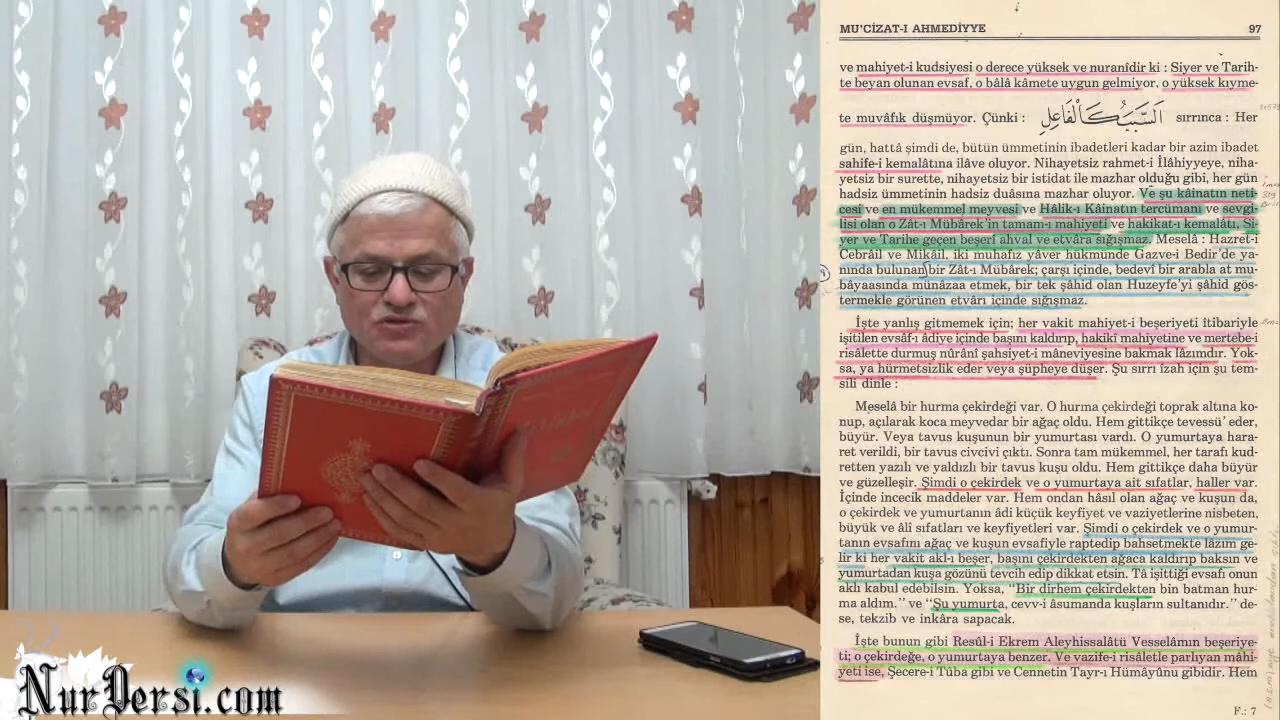 MU'CİZAT-I AHMEDİYYE 97
ve mahiyet-i kudsiyesi o derece yüksek ve nuranîdir ki : Siyer ve Tarih-
te beyan olunan evsaf, o bâlâ kâmete uygun gelmiyor, o yüksek kıyme-
te muvâfık düşmüyor. Çünki : اَلسَّبَبُ كَالْفَاعِلِ sırrınca : Her
gün, hattâ şimdi de, bütün ümmetinin ibadetleri kadar bir azim ibadet
sahife-i kemalâtına ilâve oluyor. Nihayetsiz rahmet-i İlâhiyyeye, niha-
yetsiz bir surette, nihayetsiz bir istidat ile mazhar olduğu gibi, her gün
hadsiz ümmetinin hadsiz duâsına mazhar oluyor. Ve şu kâinatın neti-
cesi ve en mükemmel meyvesi ve Hâlik-ı Kâinatın tercümanı ve sevgi-
lisi olan o Zât-ı Mübârek'in tamam-ı mahiyeti ve hakikat-ı kemalâtı, Si-
yer ve Tarihe geçen beşerî ahval ve etvâra sığışmaz. Meselâ : Hazret-i
Cebrâil ve Mikâil, iki muhafız yâver hükmünde Gazve-i Bedir'de ya-
nında bulunan bir Zât-ı Mübarek; çarşı içinde, bedevî bir arabla at mu-
bâyaasında münâzaa etmek, bir tek şâhid olan Huzeyfe'yi şâhid gös-
termekle görünen etvârı içinde sığışmaz.
İşte yanlış gitmemek için; her vakit mahiyet-i beşeriyeti îtibariyle
işitilen evsâf-ı âdiye içinde başını kaldırıp, hakikî mahiyetine ve mertebe-i
risâlette durmuş nûrânî şahsiyet-i mâneviyesine bakmak lâzımdır. Yok-
sa, ya hürmetsizlik eder veya şüpheye düşer. Şu sırrı îzah için şu tem-
sili dinle :
Meselâ bir hurma çekirdeği var. O hurma çekirdeği toprak altına ko-
nup, açılarak koca meyvedar bir ağaç oldu. Hem gittikçe tevessü' eder,
büyür. Veya tavus kuşunun bir yumurtası vardı. O yumurtaya hara-
ret verildi, bir tavus civcivi çıktı. Sonra tam mükemmel, her tarafı kud-
retten yazılı ve yaldızlı bir tavus kuşu oldu. Hem gittikçe daha büyür
ve güzelleşir. Şimdi o çekirdek ve o yumurtaya ait sıfatlar, haller var.
İçinde incecik maddeler var. Hem ondan hâsıl olan ağaç ve kuşun da,
o çekirdek ve yumurtanın âdi küçük keyfiyet ve vaziyetlerine nisbeten,
büyük ve âli sıfatları ve keyfiyetleri var. Şimdi o çekirdek ve o yumur-
tanın evsafını ağaç ve kuşun evsafiyle raptedip bahsetmekte lâzım ge-
lir ki her vakit akl-ı beşer, başını çekirdekten ağaca kaldırıp baksın ve
yumurtadan kuşa gözünü tevcih edip dikkat etsin. Tâ işittiği evsafı onun
aklı kabul edebilsin. Yoksa, "Bir dirhem çekirdekten bin batman hur-
ma aldım." ve "Şu yumurta, cevv-i âsumanda kuşların sultanıdır." de-
se, tekzib ve inkâra sapacak.
İşte bunun gibi Resûl-i Ekrem Aleyhissalâtü Vesselâmın beşeriye-
ti; o çekirdeğe, o yumurtaya benzer. Ve vazife-i risâletle parlıyan mâhi-
yeti ise, Şecere-i Tûba gibi ve Cennetin Tayr-ı Hümâyûnu gibidir. Hem
F.: 7
NurDersi.com